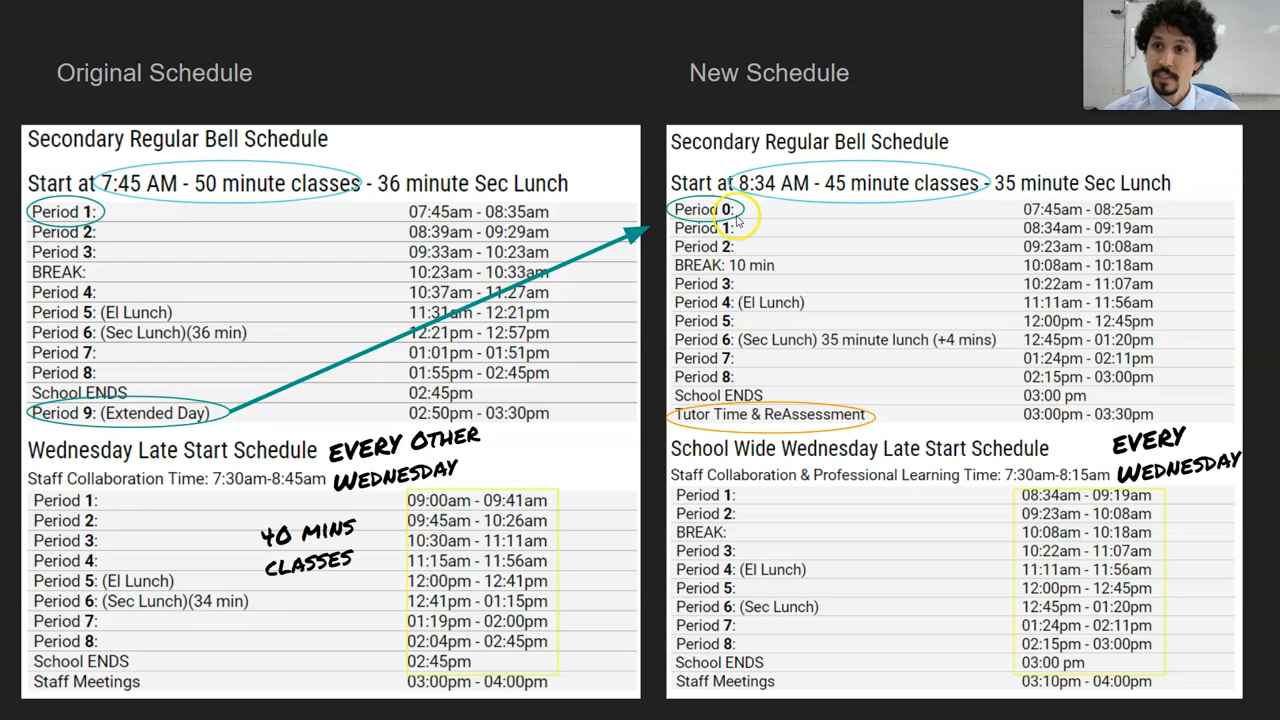 Original Schedule
Secondary Regular Bell Schedule
Start at 7:45 AM - 50 minute classes - 36 minute Sec Lunch
Period 1: 07:45am - 08:35am
Period 2: 08:39am - 09:29am
Period 3: 09:33am - 10:23am
BREAK: 10:23am - 10:33am
Period 4: 10:37am - 11:27am
Period 5: (El Lunch) 11:31am - 12:21pm
Period 6: (Sec Lunch)(36 min) 12:21pm - 12:57pm
Period 7: 01:01pm - 01:51pm
Period 8: 01:55pm - 02:45pm
School ENDS 02:45pm
Period 9: (Extended Day) 02:50pm - 03:30pm
Wednesday Late Start Schedule
EVERY OTHER
WEDNESDAY
Staff Collaboration Time: 7:30am-8:45am
Period 1: 09:00am - 09:41am
Period 2: 09:45am - 10:26am
Period 3: 10:30am - 11:11am
Period 4: 11:15am - 11:56am
40 MINS
CLASSES
Period 5: (El Lunch) 12:00pm - 12:41pm
Period 6: (Sec Lunch)(34 min) 12:41pm - 01:15pm
Period 7: 01:19pm - 02:00pm
Period 8: 02:04pm - 02:45pm
School ENDS 02:45pm
Staff Meetings 03:00pm - 04:00pm
New Schedule
Secondary Regular Bell Schedule
Start at 8:34 AM - 45 minute classes - 35 minute Sec Lunch
Period 0: 07:45am - 08:25am
Period 1: 08:34am - 09:19am
Period 2: 09:23am - 10:08am
BREAK: 10 min 10:08am - 10:18am
Period 3: 10:22am - 11:07am
Period 4: (El Lunch) 11:11am - 11:56am
Period 5: 12:00pm - 12:45pm
Period 6: (Sec Lunch) 35 minute lunch (+4 mins) 12:45pm - 01:20pm
Period 7: 01:24pm - 02:11pm
Period 8: 02:15pm - 03:00pm
School ENDS 03:00 pm
Tutor Time & ReAssessment 03:00pm - 03:30pm
School Wide Wednesday Late Start Schedule
EVERY
WEDNESDAY
Staff Collaboration & Professional Learning Time: 7:30am-8:15am
Period 1: 08:34am - 09:19am
Period 2: 09:23am - 10:08am
BREAK: 10:08am - 10:18am
Period 3: 10:22am - 11:07am
Period 4: (El Lunch) 11:11am - 11:56am
Period 5: 12:00pm - 12:45pm
Period 6: (Sec Lunch) 12:45pm - 01:20pm
Period 7: 01:24pm - 02:11pm
Period 8: 02:15pm - 03:00pm
School ENDS 03:00 pm
Staff Meetings 03:10pm - 04:00pm